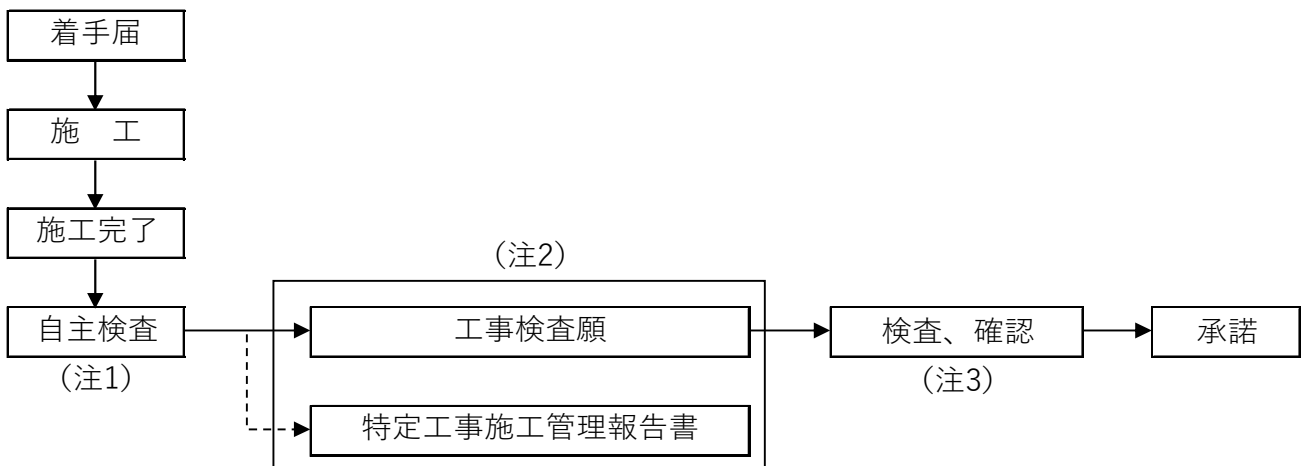 着手届
施　工
施工完了
(注2)
自主検査
工事検査願
検査、確認
承諾
(注1)
(注3)
特定工事施工管理報告書